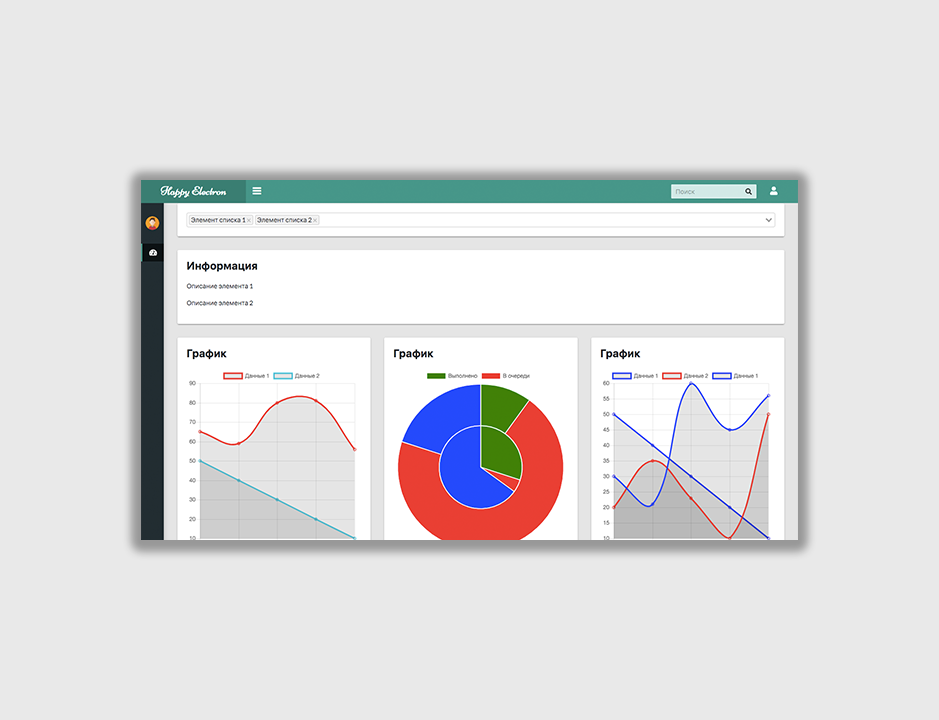 Happy Electron
Поиск
Элемент списка 1 × Элемент списка 2 ×
Информация
Описание элемента 1
Описание элемента 2
График
Данные 1 Данные 2
90
80
70
60
50
40
30
20
10
График
Выполнено В очереди
График
Данные 1 Данные 2 Данные 1
60
55
50
45
40
35
30
25
20
15
10